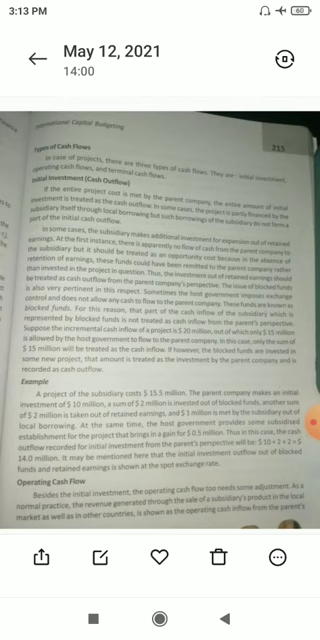 3:13 PM
60
May 12, 2021
14:00
International Capital Budgeting
215
Types of Cash Flows
In case of projects, there are three types of cash flows. They are - initial investment,
operating cash flows, and terminal cash flows.
Initial Investment (Cash Outflow)
If the entire project cost is met by the parent company, the entire amount of initial
investment is treated as the cash outflow. In some cases, the project is partly financed by the
subsidiary itself through local borrowing but such borrowings of the subsidiary do not form a
part of the initial cash outflow.
In some cases, the subsidiary makes additional investment for expansion out of retained
earnings. At the first instance, there is apparently no flow of cash from the parent company to
the subsidiary but it should be treated as an opportunity cost because in the absence of
retention of earnings, these funds could have been remitted to the parent company rather
than invested in the project in question. Thus, the investment out of retained earnings should
be treated as cash outflow from the parent company's perspective. The issue of blocked funds
is also very pertinent in this respect. Sometimes the host government imposes exchange
control and does not allow any cash to flow to the parent company. These funds are known as
blocked funds. For this reason, that part of cash inflow of the subsidiary which is
represented by blocked funds is not treated as cash inflow from the parent's perspective.
Suppose the incremental cash inflow of a project is $ 20 million, out of which only $ 15 million
is allowed by the host government to flow to the parent company. In this case, only the sum of
$ 15 million will be treated as the cash inflow. If however, the blocked funds are invested in
some new project, that amount is treated as the investment by the parent company and is
recorded as cash outflow.
Example
A project of the subsidiary costs $ 15.5 million. The parent company makes an initial
investment of $ 10 million, a sum of $ 2 million is invested out of blocked funds, another sum
of $ 2 million is taken out of retained earnings, and $ 1 million is met by the subsidiary out of
local borrowing. At the same time, the host government provides some subsidised
establishment for the project that brings in a gain for $ 0.5 million. Thus in this case, the cash
outflow recorded for initial investment from the parent's perspective will be: $ 10 + 2 + 2 = $
14.0 million. It may be mentioned here that the initial investment outflow out of blocked
funds and retained earnings is shown at the spot exchange rate.
Operating Cash Flow
Besides the initial investment, the operating cash flow too needs some adjustment. As a
normal practice, the revenue generated through the sale of a subsidiary's product in the local
market as well as in other countries, is shown as the operating cash inflow from the parent's